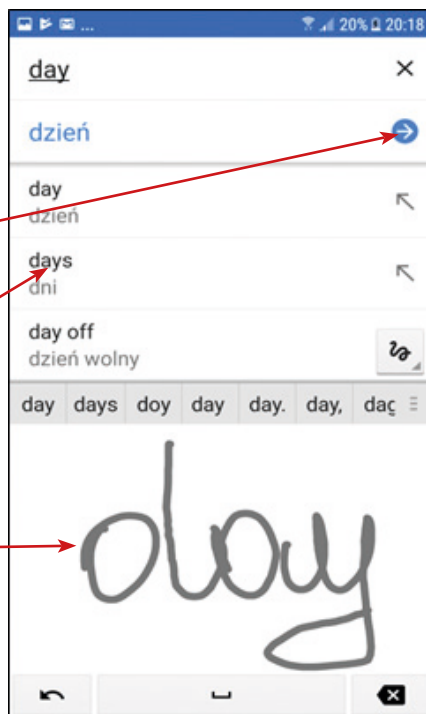 ... 20% 20:18
day
dzień
day
dzień
days
dni
day off
dzień wolny
day days doy day day. day, daç
day